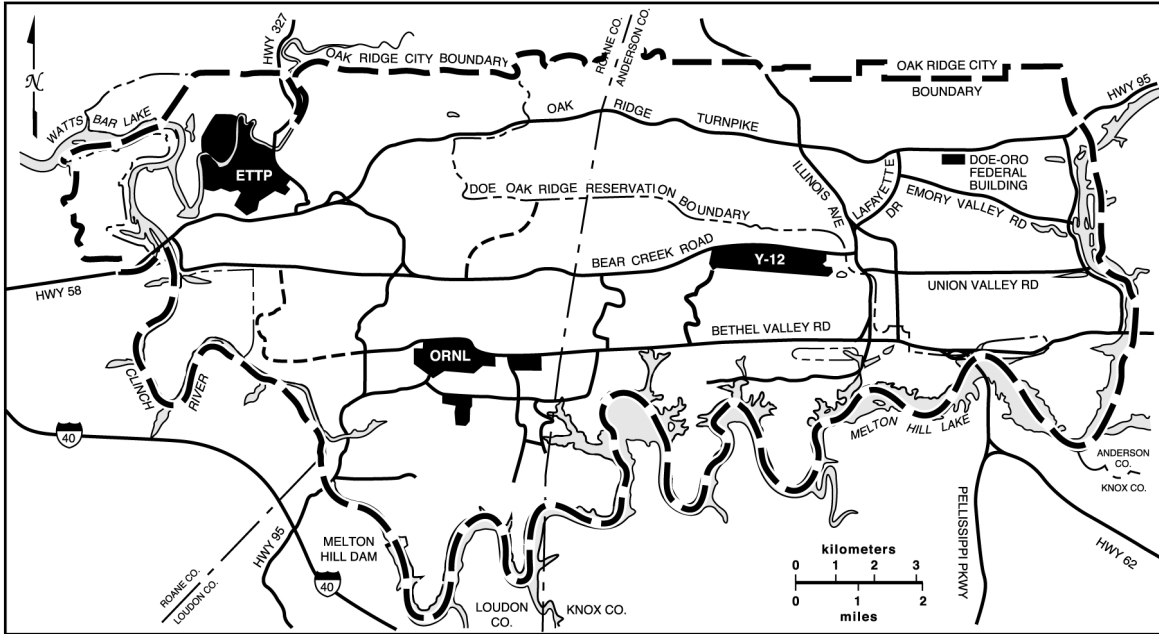 HWY 327
OAK RIDGE CITY BOUNDARY
ROANE CO.
ANDERSON CO.
OAK RIDGE CITY
BOUNDARY
HWY 95
N
WATTS BAR LAKE
OAK RIDGE TURNPIKE
ETTP
DOE OAK RIDGE RESERVATION BOUNDARY
ILLINOIS AVE
LAFAYETTE
DR
DOE-ORO
FEDERAL
BUILDING
EMORY VALLEY RD
BEAR CREEK ROAD
Y-12
HWY 58
UNION VALLEY RD
BETHEL VALLEY RD
ORNL
CLINCH RIVER
MELTON HILL LAKE
40
ANDERSON
CO.
KNOX CO.
PELLISSIPPI PKWY
HWY 62
MELTON
HILL DAM
HWY 95
ROANE CO.
LOUDON CO.
40
LOUDON
CO.
KNOX CO.
kilometers
0 1 2 3
0 1 2
miles